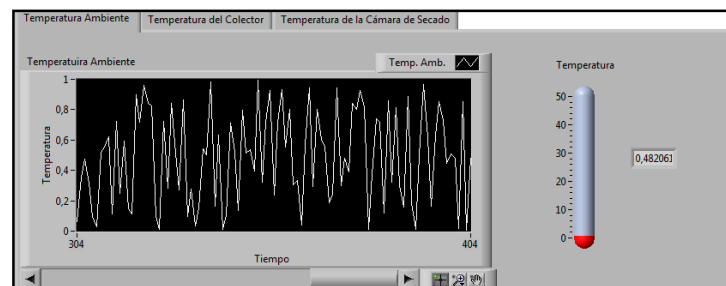 Temperatura Ambiente Temperatura del Colector Temperatura de la Cámara de Secado
Temperatuira Ambiente
Temp. Amb.
Temperatura
1
0,8
0,6
0,4
0,2
0
304 404
Tiempo
Temperatura
50
40
30
20
10
0
0,482061